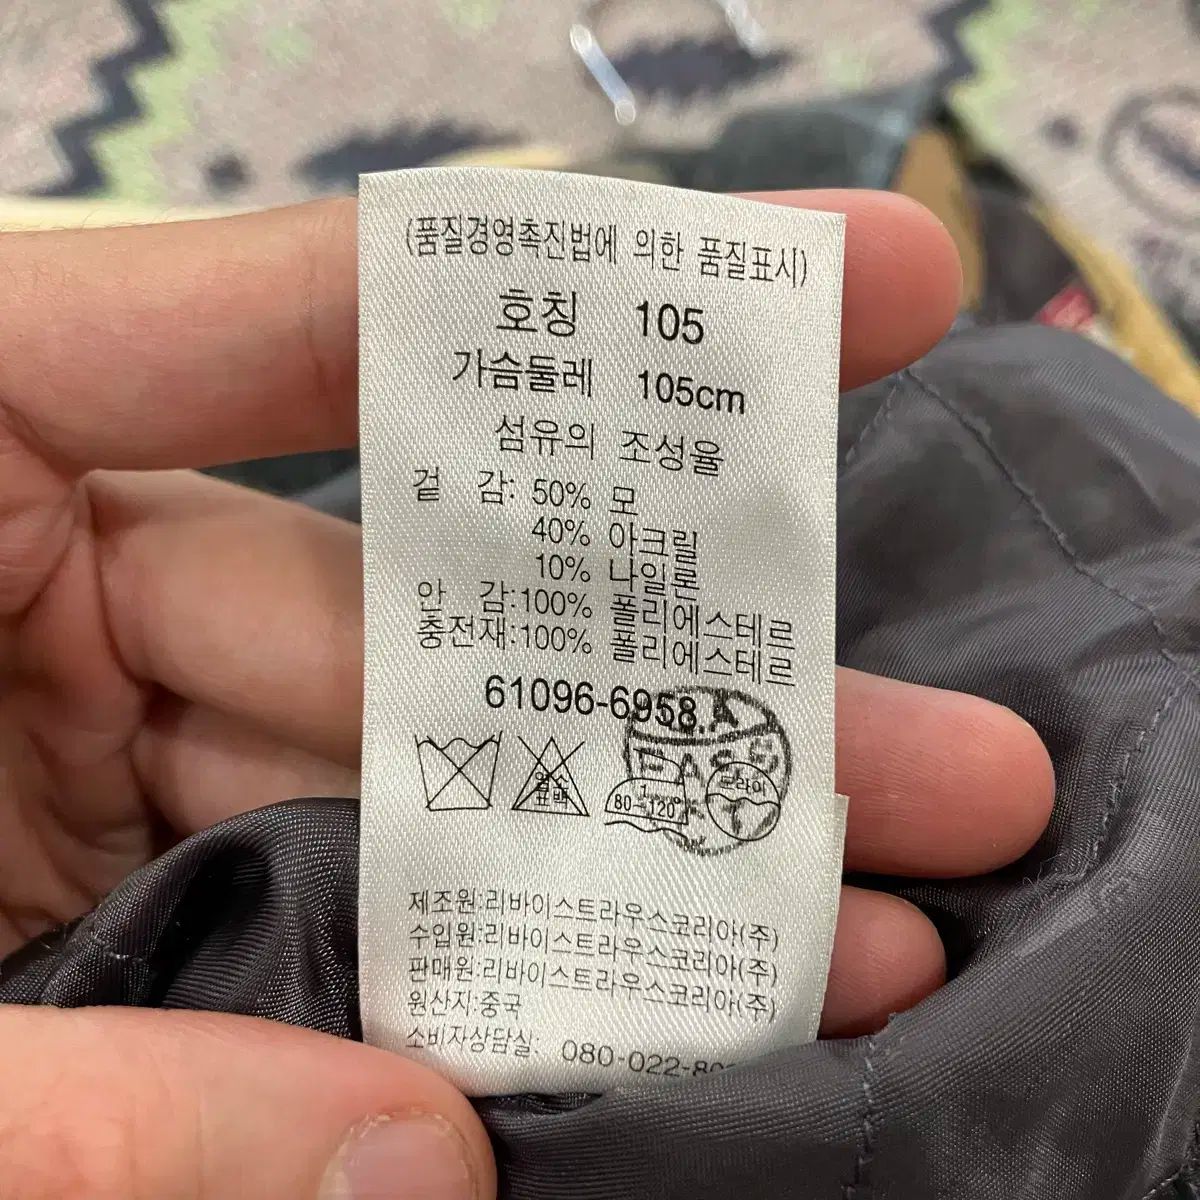 (품질경영촉진법에 의한 품질표시)
호칭 105
가슴둘레 105cm
섬유의 조성율
겉 감: 50% 모
40% 아크릴
10% 나일론
안 감:100% 폴리에스테르
충전재:100% 폴리에스테르
61096-6958
염소
표백
80~120°
드라이
제조원:리바이스트라우스코리아(주)
수입원:리바이스트라우스코리아(주)
판매원:리바이스트라우스코리아(주)
원산지:중국
소비자상담실: 080-022-